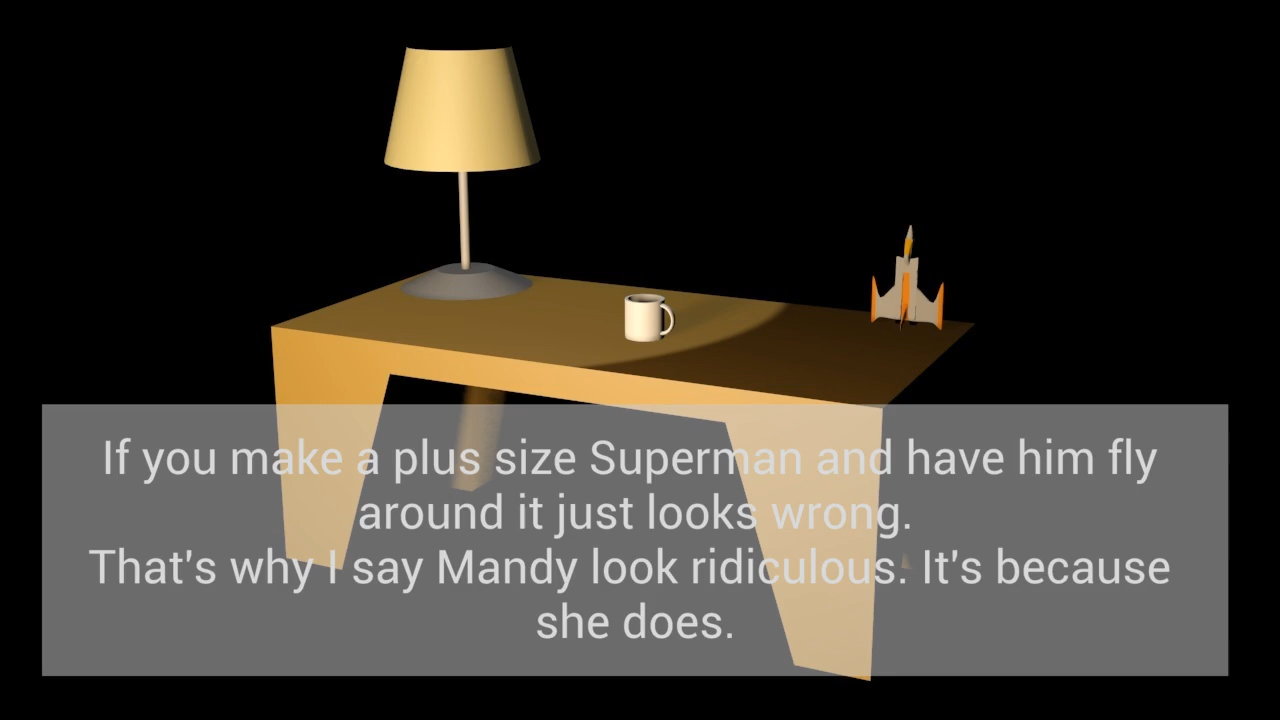 If you make a plus size Superman and have him fly
around it just looks wrong.
That's why I say Mandy look ridiculous. It's because
she does.